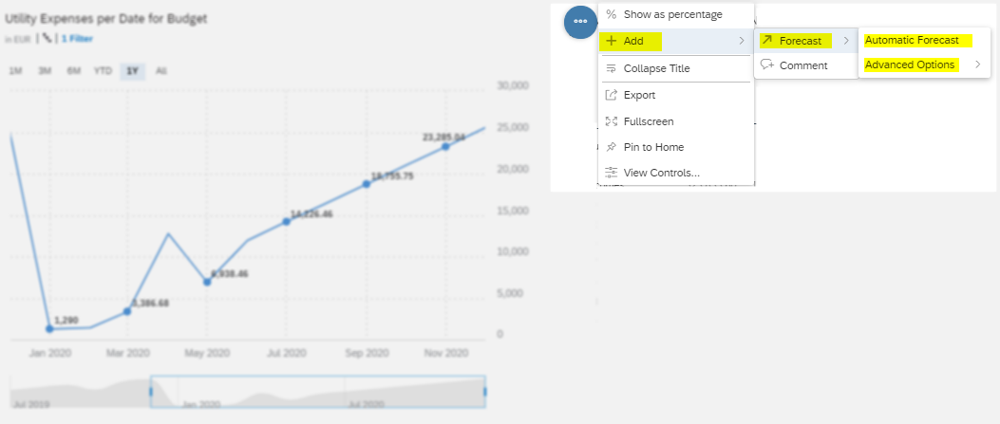 Utility Expenses per Date for Budget
in EUR
1 Filter
1M 3M 6M YTD 1Y All
30,000
25,000
20,000
15,000
10,000
5,000
0
23,285.04
19,755.75
14,226.46
6,938.46
3,386.68
1,290
Jan 2020 Mar 2020 May 2020 Jul 2020 Sep 2020 Nov 2020
Jul 2019 Jan 2020 Jul 2020
Show as percentage
Add
Collapse Title
Export
Fullscreen
Pin to Home
View Controls...
Forecast
Comment
Automatic Forecast
Advanced Options